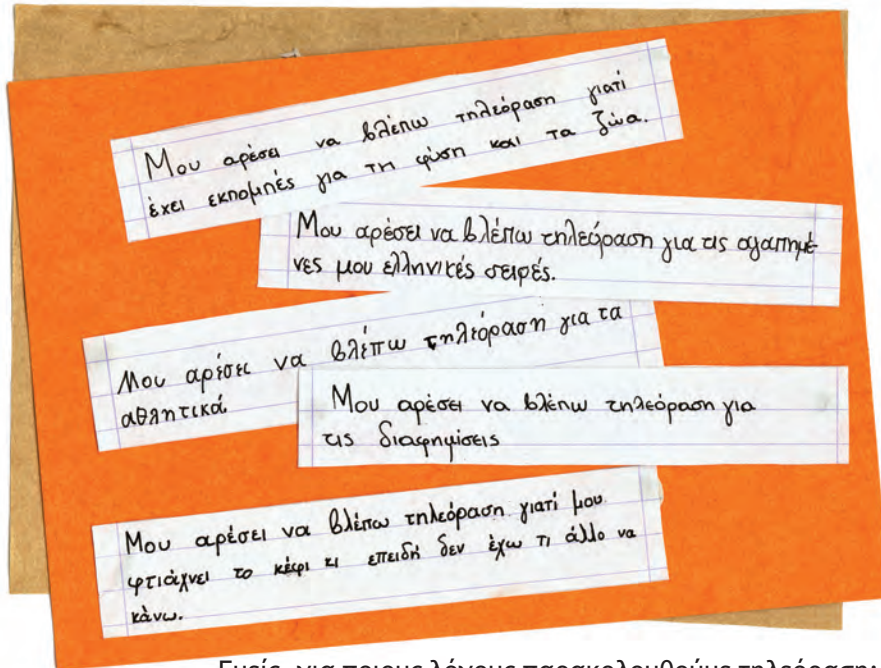 Μου αρέσει να βλέπω τηλεόραση γιατί
έχει εκπομπές για τη φύση και τα ζώα.
Μου αρέσει να βλέπω τηλεόραση για τις αγαπημέ-
νες μου ελληνικές σειρές.
Μου αρέσει να βλέπω τηλεόραση για τα
αθλητικά
Μου αρέσει να βλέπω τηλεόραση για
τις διαφημίσεις
Μου αρέσει να βλέπω τηλεόραση γιατί μου
φτιάχνει το κέφι κι επειδή δεν έχω τι άλλο να
κάνω.
Εμείς, για ποιους λόγους παρακολουθούμε τηλεόραση;